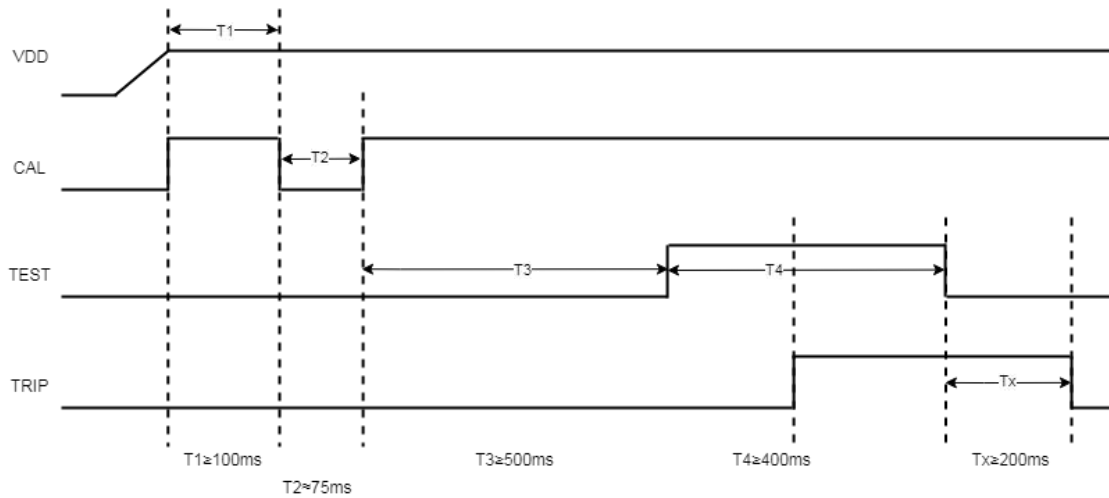 T1
VDD
CAL
T2
TEST
T3
T4
TRIP
Tx
T1≥100ms
T3≥500ms
T4≥400ms
Tx≥200ms
T2≈75ms